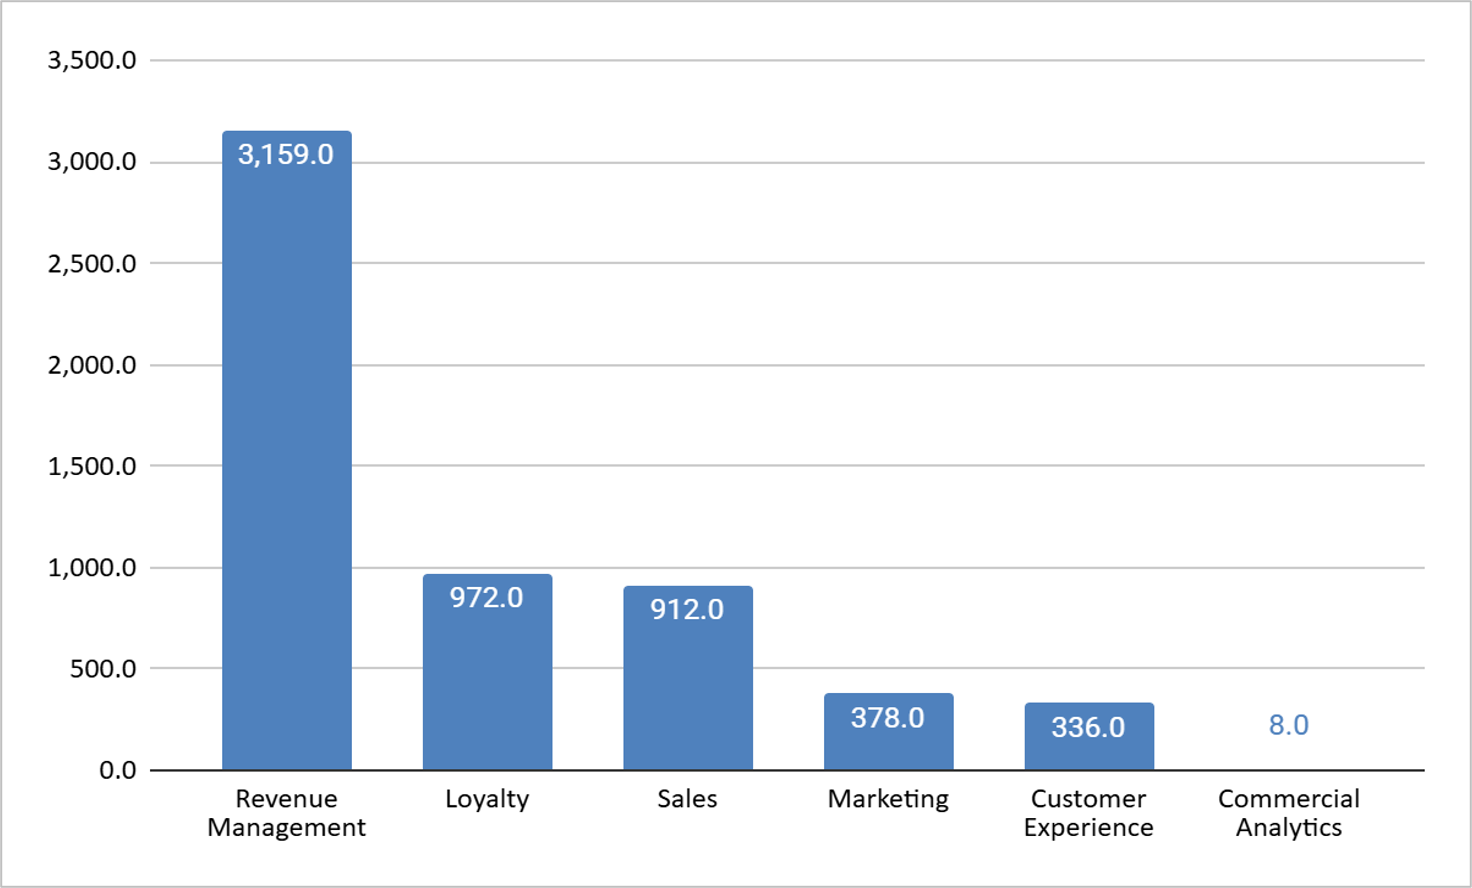 3,500.0
3,000.0
2,500.0
2,000.0
1,500.0
1,000.0
500.0
0.0
3,159.0
972.0
912.0
378.0
336.0
8.0
Revenue
Management
Loyalty
Sales
Marketing
Customer
Experience
Commercial
Analytics